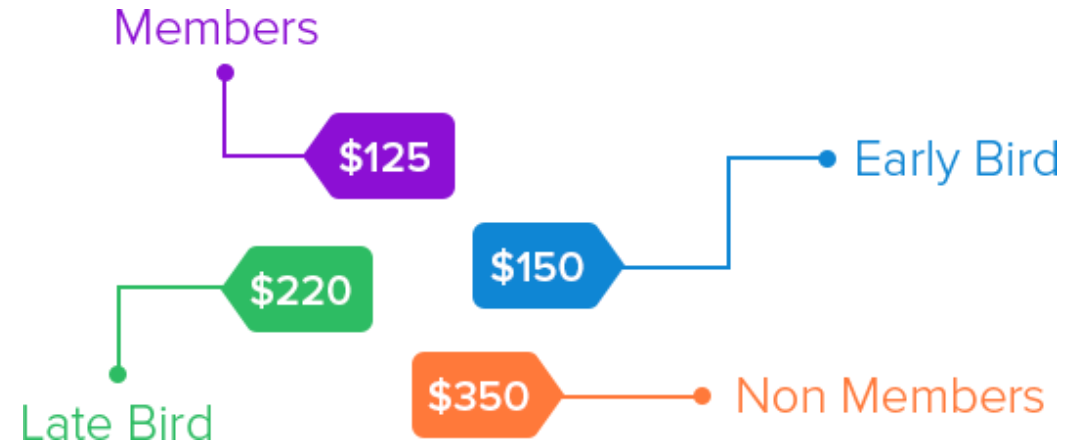 Members
$125
Early Bird
$150
$220
Late Bird
$350
Non Members